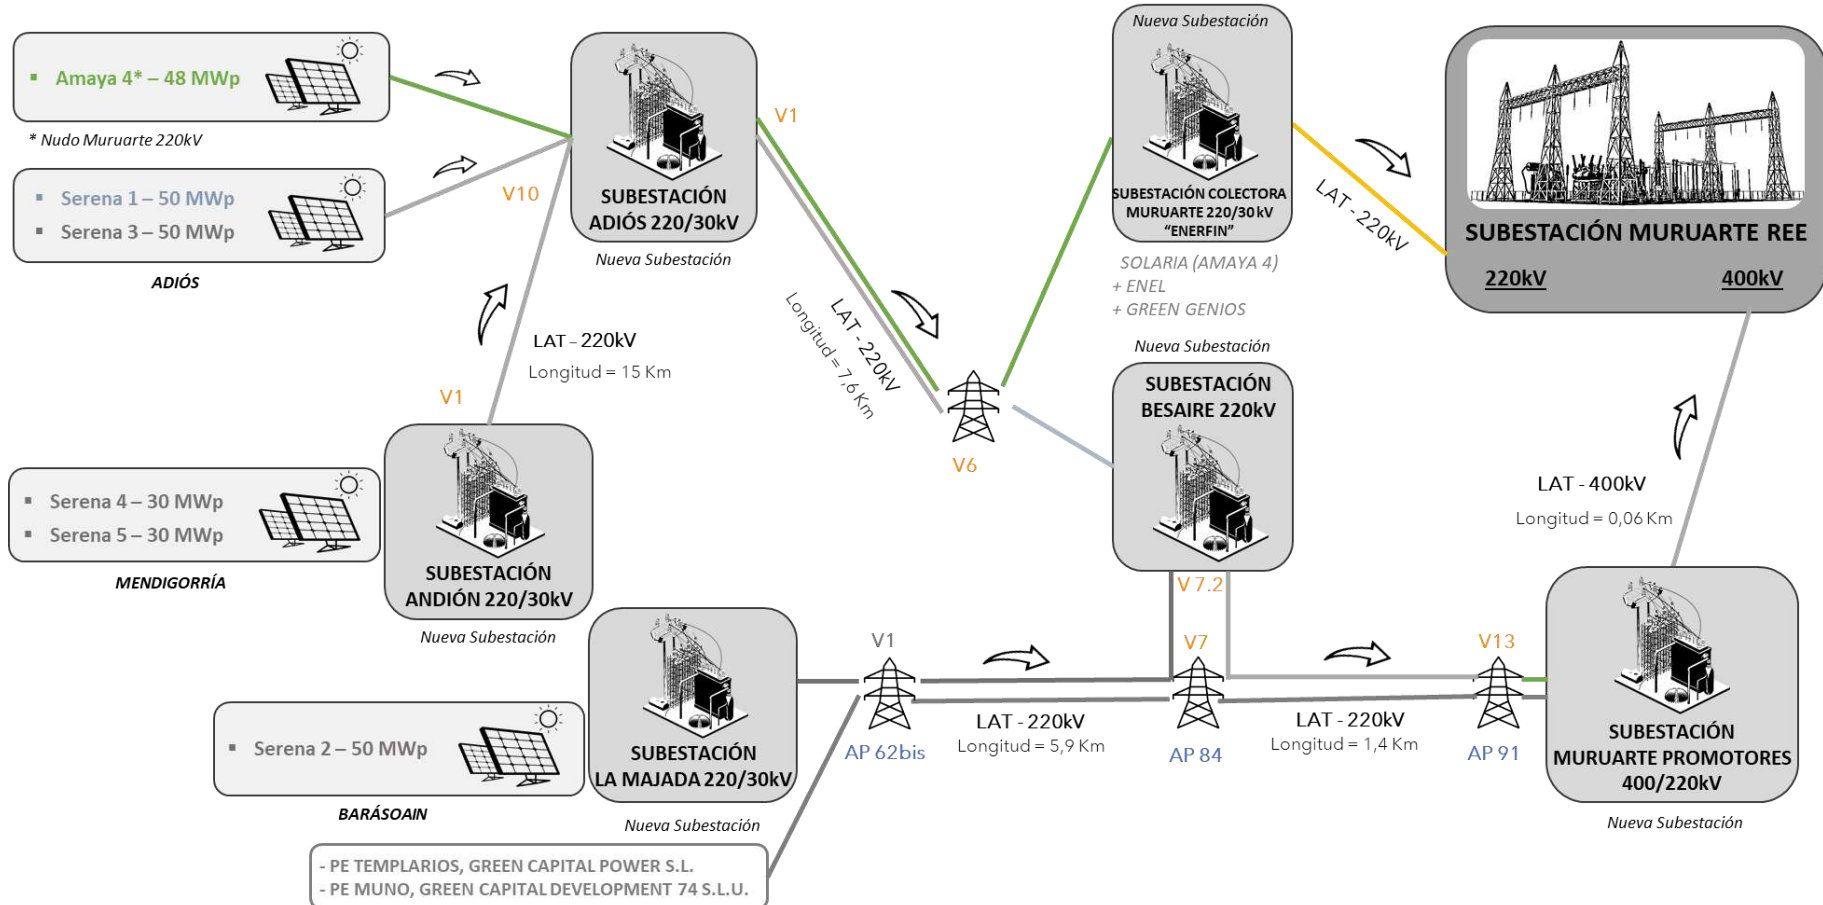 ▪ Amaya 4* – 48 MWp
* Nudo Muruarte 220kV
▪ Serena 1 – 50 MWp
▪ Serena 3 – 50 MWp
ADIÓS
V10
SUBESTACIÓN
ADIÓS 220/30kV
Nueva Subestación
V1
LAT - 220kV
Longitud = 15 Km
V1
▪ Serena 4 – 30 MWp
▪ Serena 5 – 30 MWp
MENDIGORRÍA
SUBESTACIÓN
ANDIÓN 220/30kV
Nueva Subestación
LAT - 220kV
Longitud = 7,6 Km
V6
Nueva Subestación
SUBESTACIÓN COLECTORA
MURUARTE 220/30 kV
“ENERFIN”
SOLARIA (AMAYA 4)
+ ENEL
+ GREEN GENIOS
Nueva Subestación
SUBESTACIÓN
BESAIRE 220kV
V 7.2
LAT - 220kV
SUBESTACIÓN MURUARTE REE
220kV
400kV
LAT - 400kV
Longitud = 0,06 Km
▪ Serena 2 – 50 MWp
BARÁSOAIN
SUBESTACIÓN
LA MAJADA 220/30kV
Nueva Subestación
- PE TEMPLARIOS, GREEN CAPITAL POWER S.L.
- PE MUNO, GREEN CAPITAL DEVELOPMENT 74 S.L.U.
V1
AP 62bis
LAT - 220kV
Longitud = 5,9 Km
V7
AP 84
LAT - 220kV
Longitud = 1,4 Km
V13
AP 91
SUBESTACIÓN
MURUARTE PROMOTORES
400/220kV
Nueva Subestación